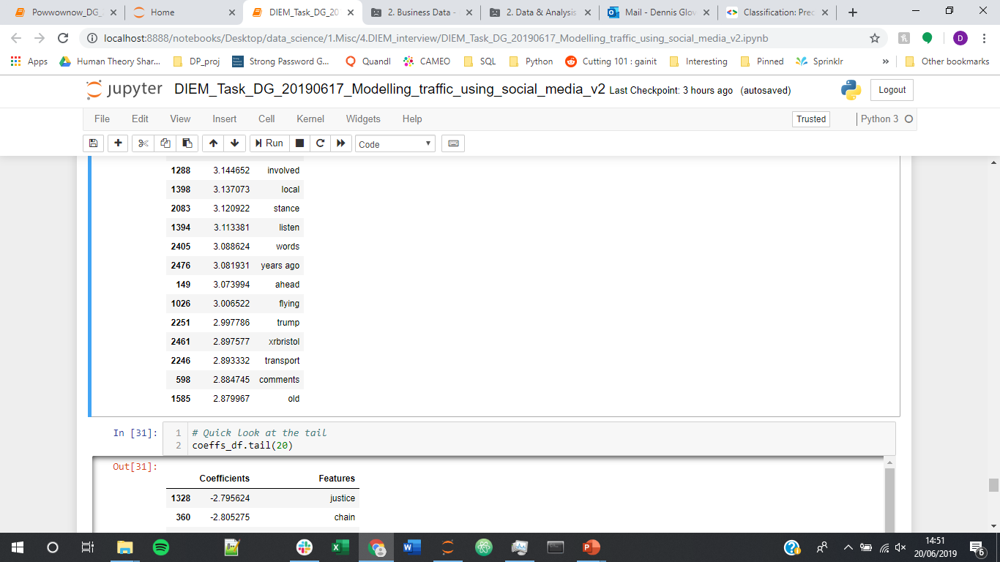 Powwownow_DG_
Home
DIEM_Task_DG_20
2. Business Data -
2. Data & Analysis
Mail - Dennis Glov
Classification: Prec
localhost:8888/notebooks/Desktop/data_science/1.Misc/4.DIEM_interview/DIEM_Task_DG_20190617_Modelling_traffic_using_social_media_v2.ipynb
D
Apps Human Theory Shar... DP_proj Strong Password G... Quandl CAMEO SQL Python Cutting 101 : gainit Interesting Pinned Sprinklr » Other bookmarks
jupyter DIEM_Task_DG_20190617_Modelling_traffic_using_social_media_v2 Last Checkpoint: 3 hours ago (autosaved) Logout
File Edit View Insert Cell Kernel Widgets Help Trusted Python 3
Run Code
1288 3.144652 involved
1398 3.137073 local
2083 3.120922 stance
1394 3.113381 listen
2405 3.088624 words
2476 3.081931 years ago
149 3.073994 ahead
1026 3.006522 flying
2251 2.997786 trump
2461 2.897577 xrbristol
2246 2.893332 transport
598 2.884745 comments
1585 2.879967 old
In [31]: 1 # Quick look at the tail
2 coeffs_df.tail(20)
Out[31]:
Coefficients Features
1328 -2.795624 justice
360 -2.805275 chain
14:51
20/06/2019
6